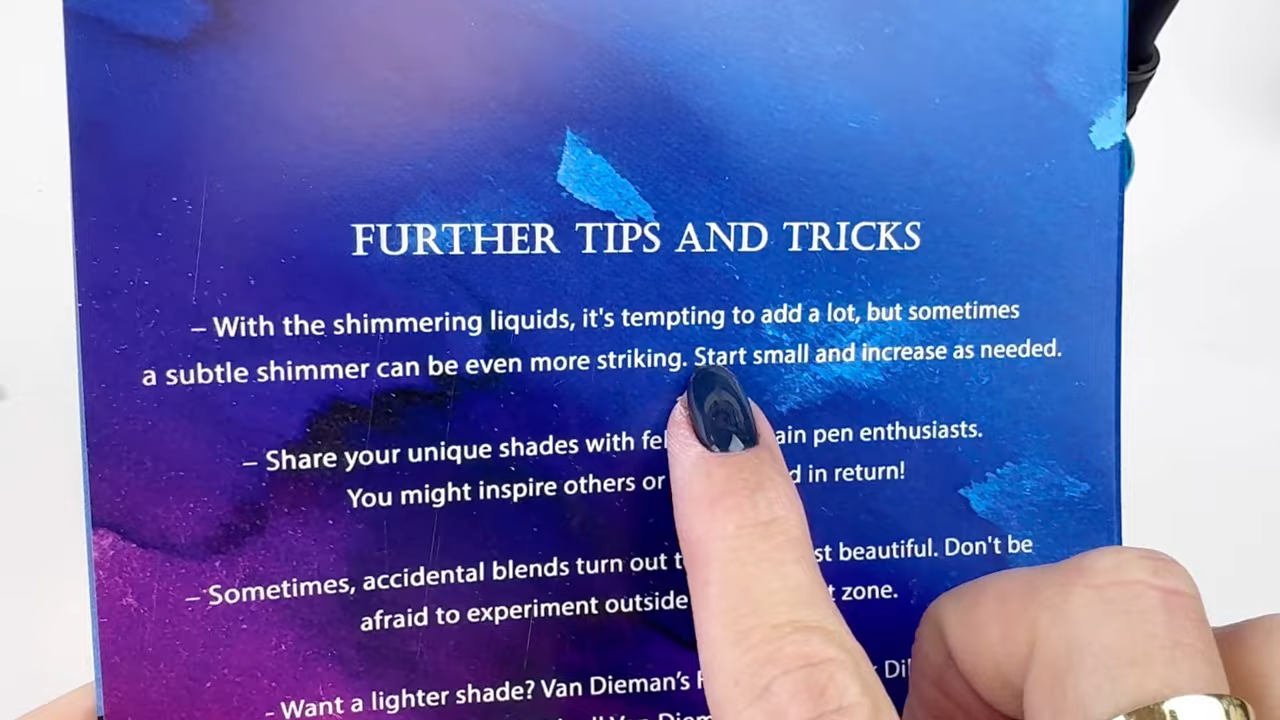 FURTHER TIPS AND TRICKS
– With the shimmering liquids, it's tempting to add a lot, but sometimes
a subtle shimmer can be even more striking. Start small and increase as needed.
– Share your unique shades with pen enthusiasts.
You might inspire others or in return!
– Sometimes, accidental blends turn out beautiful. Don't be
afraid to experiment outside zone.
- Want a lighter shade? Van Dieman's